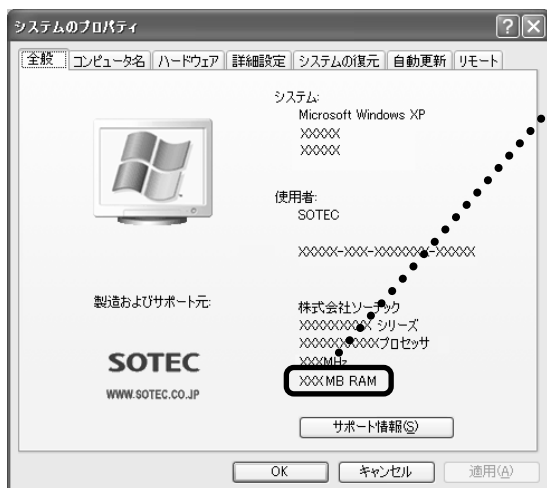 システムのプロパティ
全般 コンピュータ名 ハードウェア 詳細設定 システムの復元 自動更新 リモート
システム:
Microsoft Windows XP
XXXXX
XXXXX
使用者:
SOTEC
XXXXX-XXX-XXXXXXX-XXXXX
製造およびサポート元:
株式会社ソーテック
XXXXXXXXXX シリーズ
XXXXXXXXXXプロセッサ
XXXMHz
XXXMB RAM
SOTEC
WWW.SOTEC.CO.JP
サポート情報(S)
OK キャンセル 適用(A)